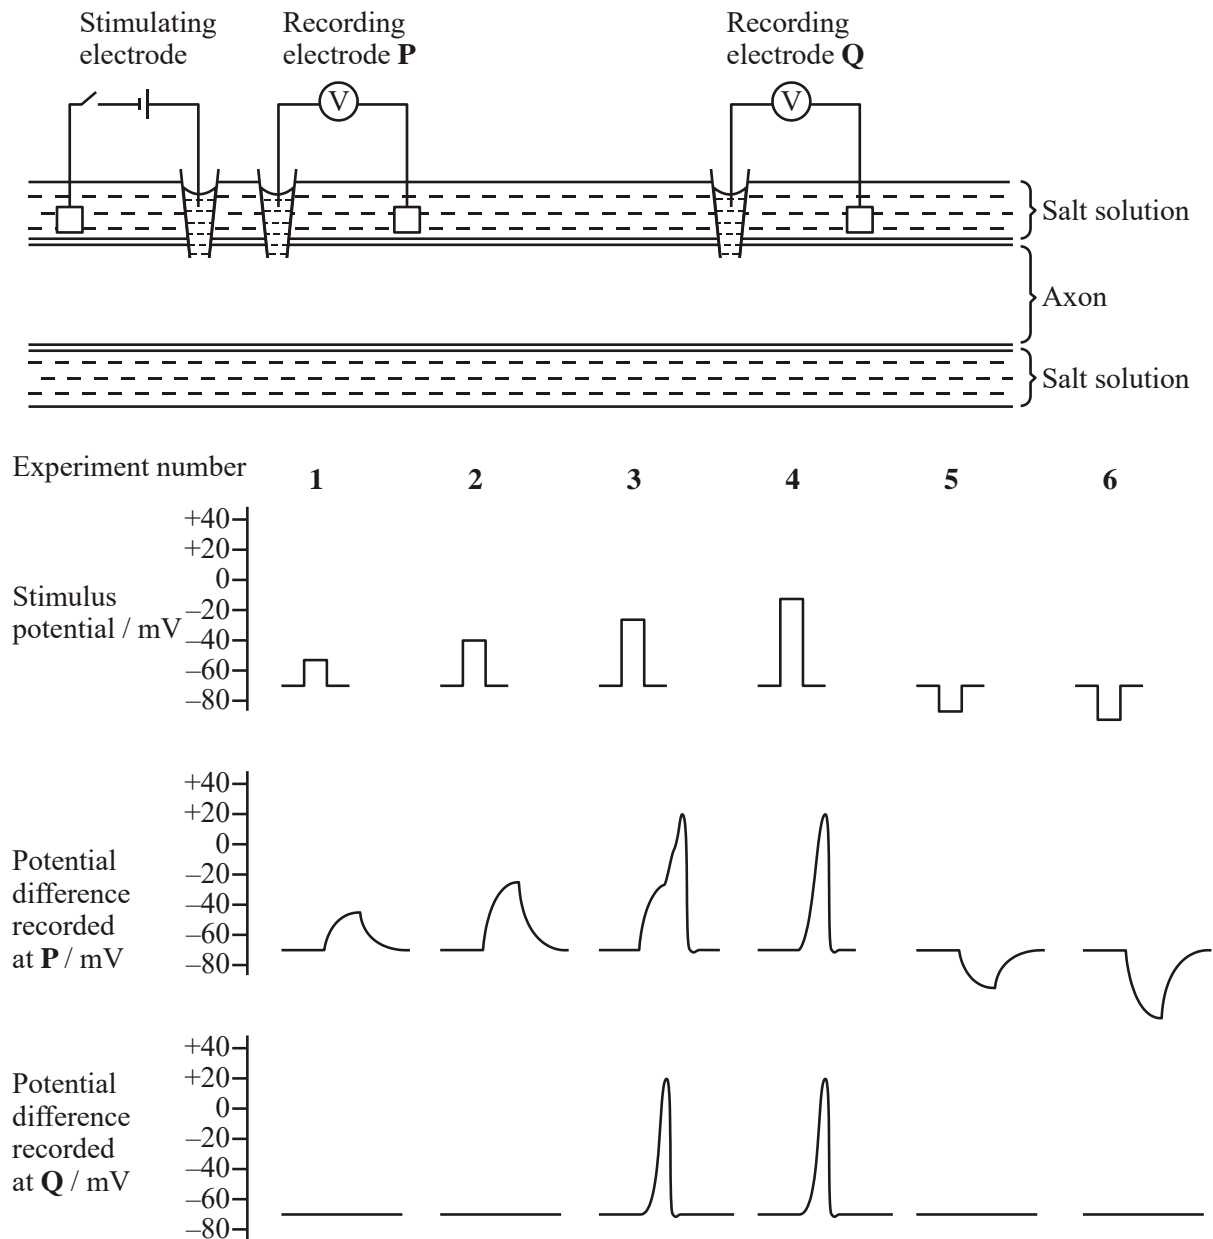 Stimulating
electrode
Recording
electrode P
Recording
electrode Q
V
V
Salt solution
Axon
Salt solution
Experiment number 1 2 3 4 5 6
+40
+20
0
–20
–40
–60
–80
Stimulus
potential / mV
+40
+20
0
–20
–40
–60
–80
Potential
difference
recorded
at P / mV
+40
+20
0
–20
–40
–60
–80
Potential
difference
recorded
at Q / mV